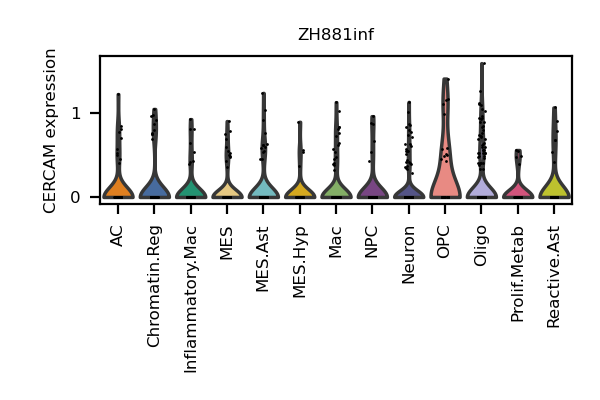 ZH881inf
CERCAM expression
1
0
AC
Chromatin.Reg
Inflammatory.Mac
MES
MES.Ast
MES.Hyp
Mac
NPC
Neuron
OPC
Oligo
Prolif.Metab
Reactive.Ast